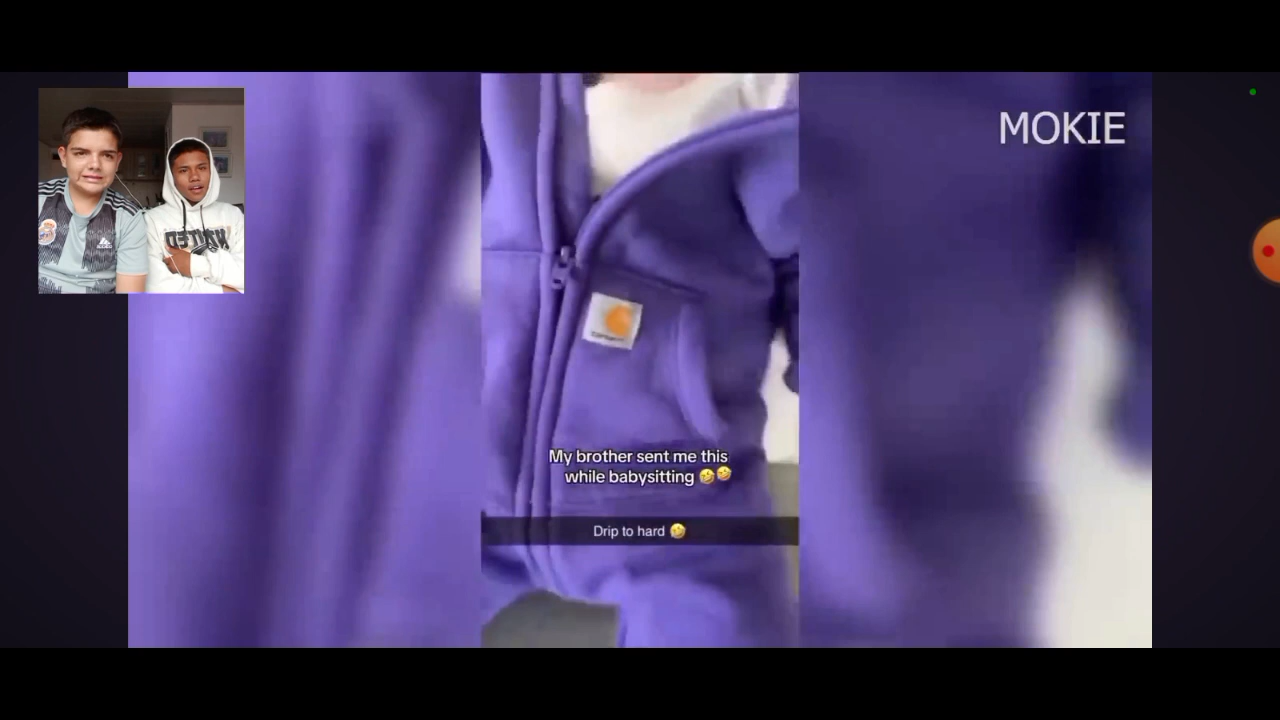 MOKIE
My brother sent me this
while babysitting 🤣🤣
Drip to hard 🤣